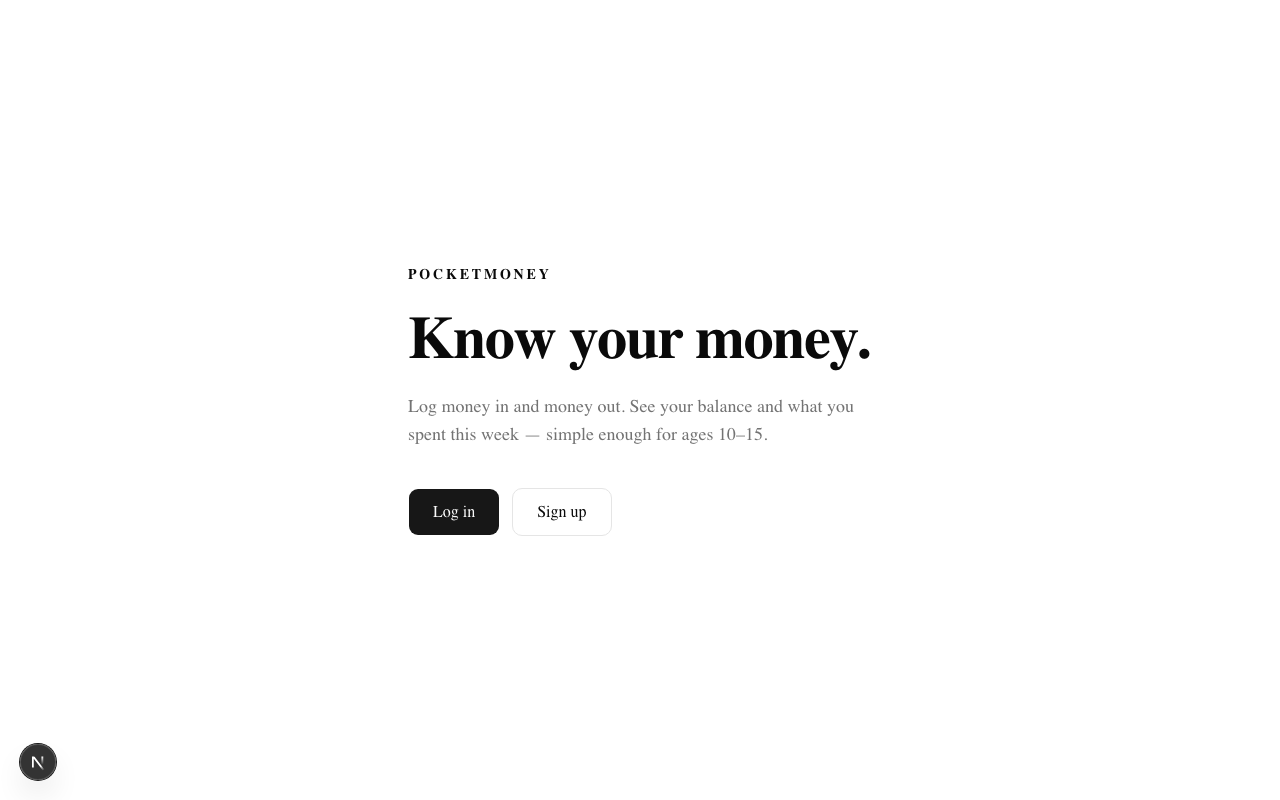 POCKETMONEY
Know your money.
Log money in and money out. See your balance and what you
spent this week — simple enough for ages 10–15.
Log in
Sign up
N